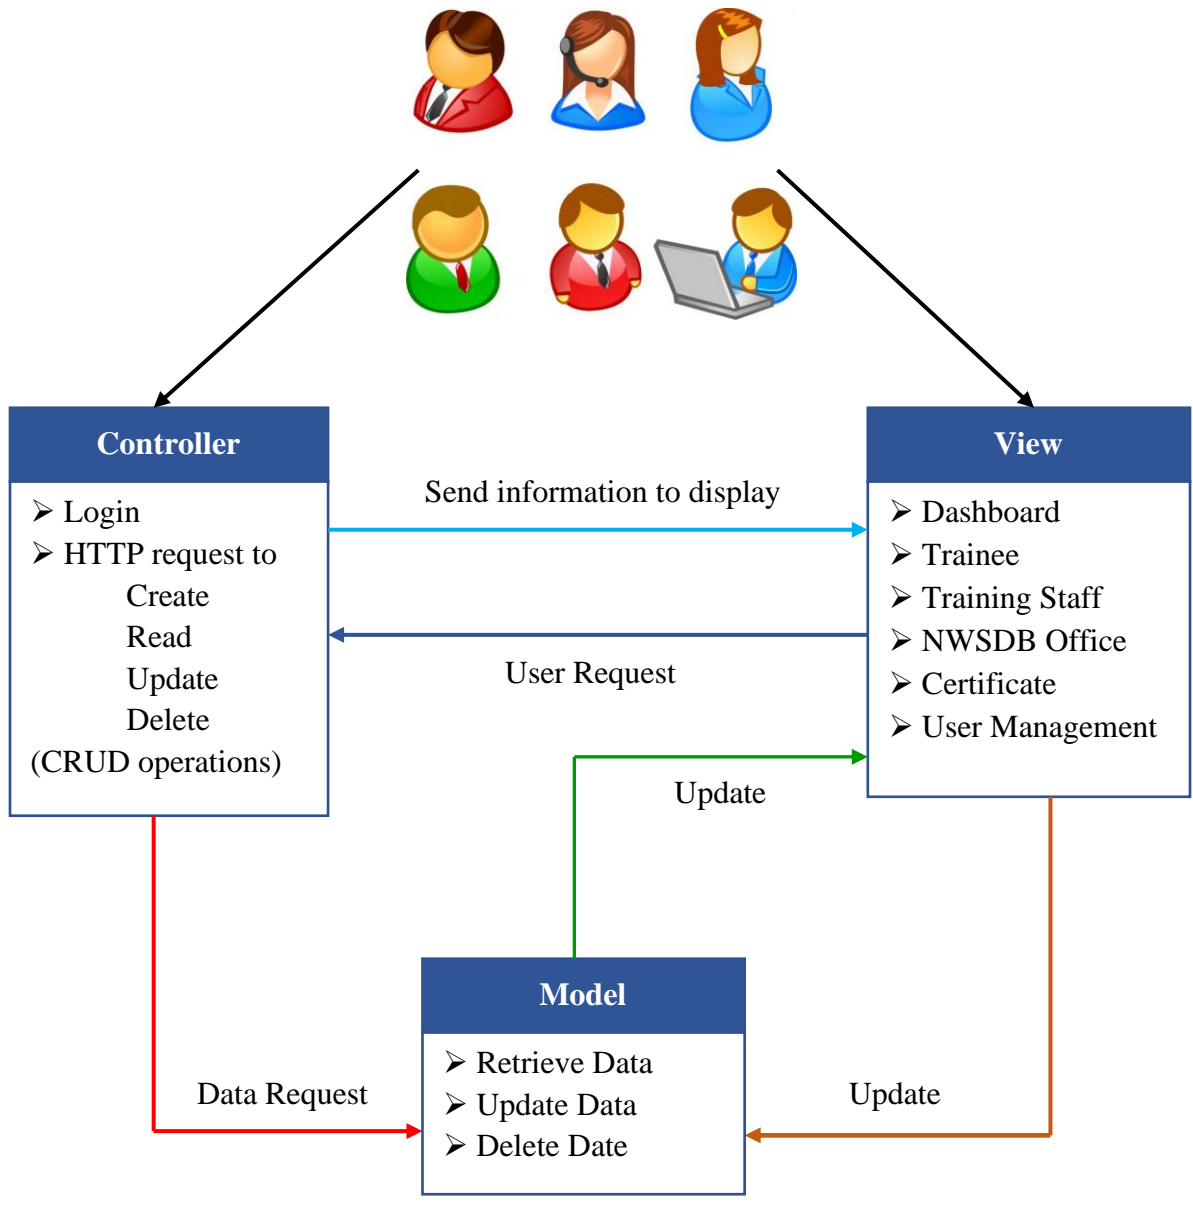 Controller
➢ Login
➢ HTTP request to
Create
Read
Update
Delete
(CRUD operations)
Send information to display
User Request
View
➢ Dashboard
➢ Trainee
➢ Training Staff
➢ NWSDB Office
➢ Certificate
➢ User Management
Update
Model
➢ Retrieve Data
➢ Update Data
➢ Delete Date
Data Request
Update